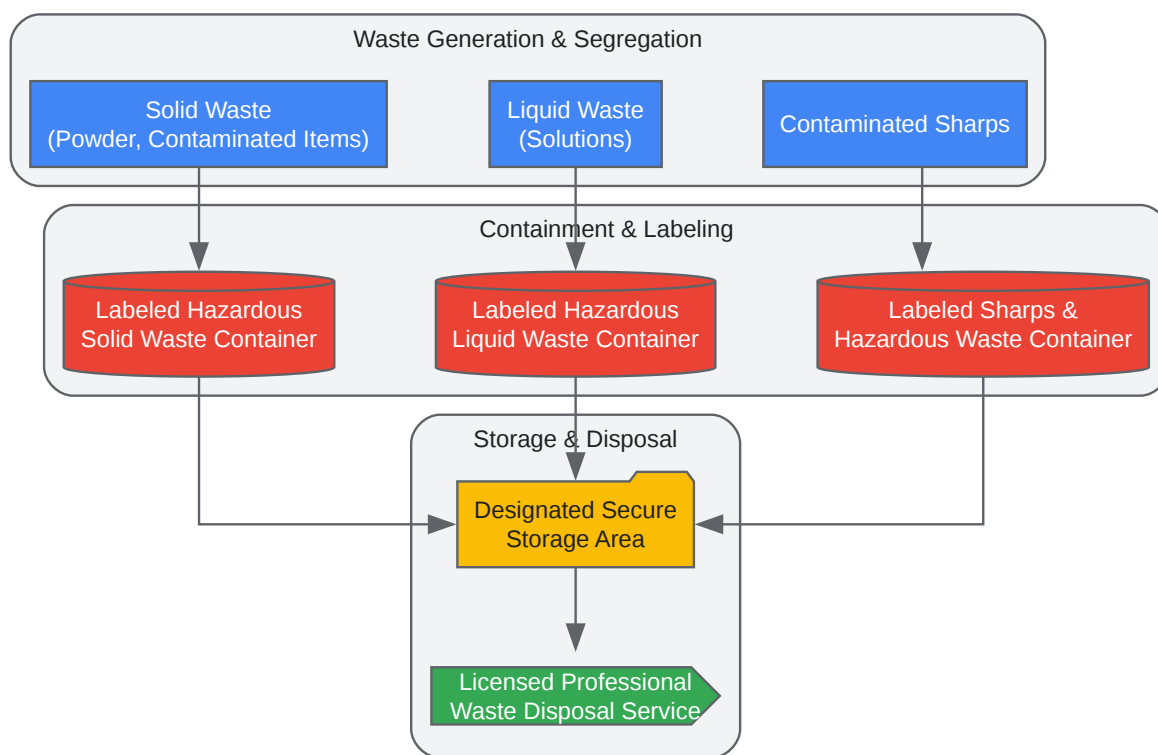 Waste Generation & Segregation
Solid Waste
(Powder, Contaminated Items)
Liquid Waste
(Solutions)
Contaminated Sharps
Containment & Labeling
Labeled Hazardous
Solid Waste Container
Labeled Hazardous
Liquid Waste Container
Labeled Sharps &
Hazardous Waste Container
Storage & Disposal
Designated Secure
Storage Area
Licensed Professional
Waste Disposal Service